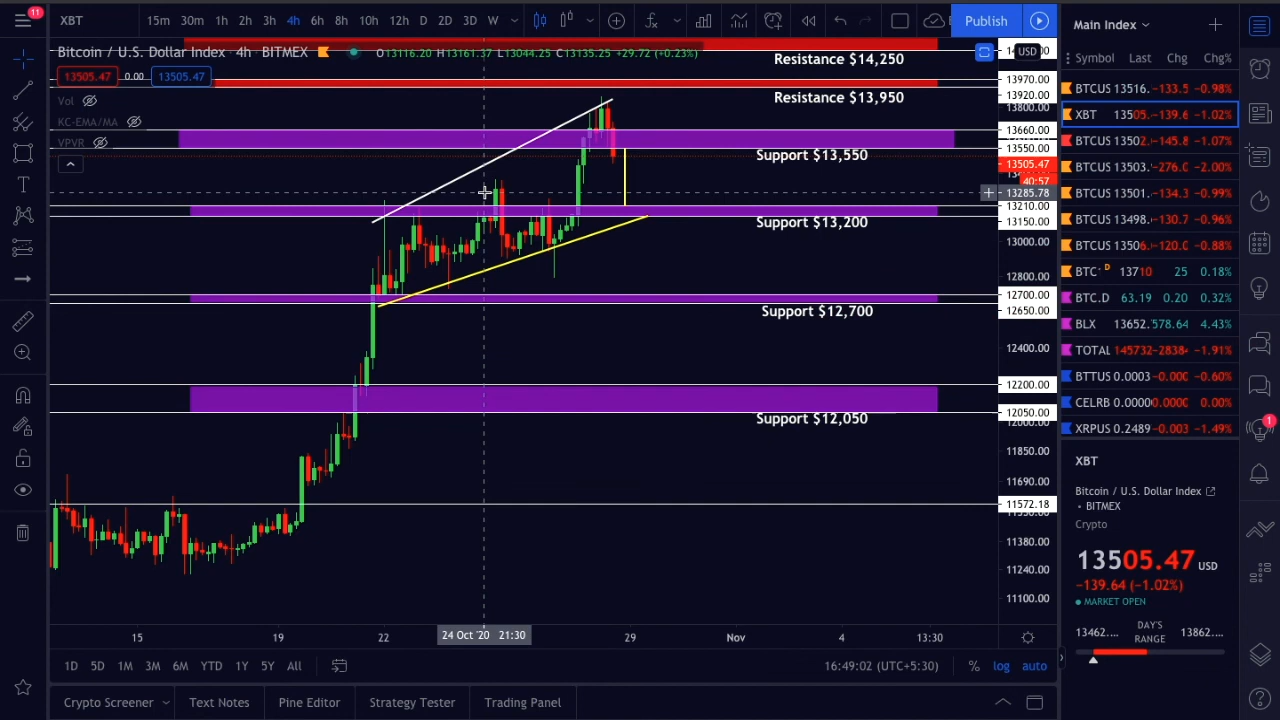 11
XBT
15m 30m 1h 2h 3h 4h 6h 8h 10h 12h D 2D 3D W
Publish
Main Index
Bitcoin / U.S. Dollar Index · 4h · BITMEX
O13116.20 H13161.37 L13044.25 C13135.25 +29.72 (+0.23%)
USD
13505.47 0.00 13505.47
Vol
KC-EMA/MA
VPVR
Resistance $14,250
Resistance $13,950
Support $13,550
Support $13,200
Support $12,700
Support $12,050
13970.00
13920.00
13800.00
13660.00
13550.00
13505.47
40:57
13285.78
13210.00
13150.00
13000.00
12800.00
12700.00
12650.00
12400.00
12200.00
12050.00
12000.00
11850.00
11690.00
11572.18
11380.00
11240.00
11100.00
15 19 22 24 Oct '20 21:30 29 Nov 4 13:30
1D 5D 1M 3M 6M YTD 1Y 5Y All
16:49:02 (UTC+5:30) % log auto
Crypto Screener Text Notes Pine Editor Strategy Tester Trading Panel
Symbol Last Chg Chg%
BTCUS 13516. −133.5 −0.98%
XBT 13505. −139.6 −1.02%
BTCUS 13502. −145.8 −1.07%
BTCUS 13503. −276.0 −2.00%
BTCUS 13501. −134.3 −0.99%
BTCUS 13498. −130.7 −0.96%
BTCUS 13506. −120.0 −0.88%
BTC· D 13710 25 0.18%
BTC.D 63.19 0.20 0.32%
BLX 13652. 578.64 4.43%
TOTAL 145732 −2838 −1.91%
BTTUS 0.0003 −0.000 −0.60%
CELRB 0.0000 0.0000 0.00%
XRPUS 0.2489 −0.003 −1.49%
1
XBT
Bitcoin / U.S. Dollar Index
• BITMEX
Crypto
13505.47 USD
−139.64 (−1.02%)
● MARKET OPEN
13462.... DAY'S RANGE 13862....